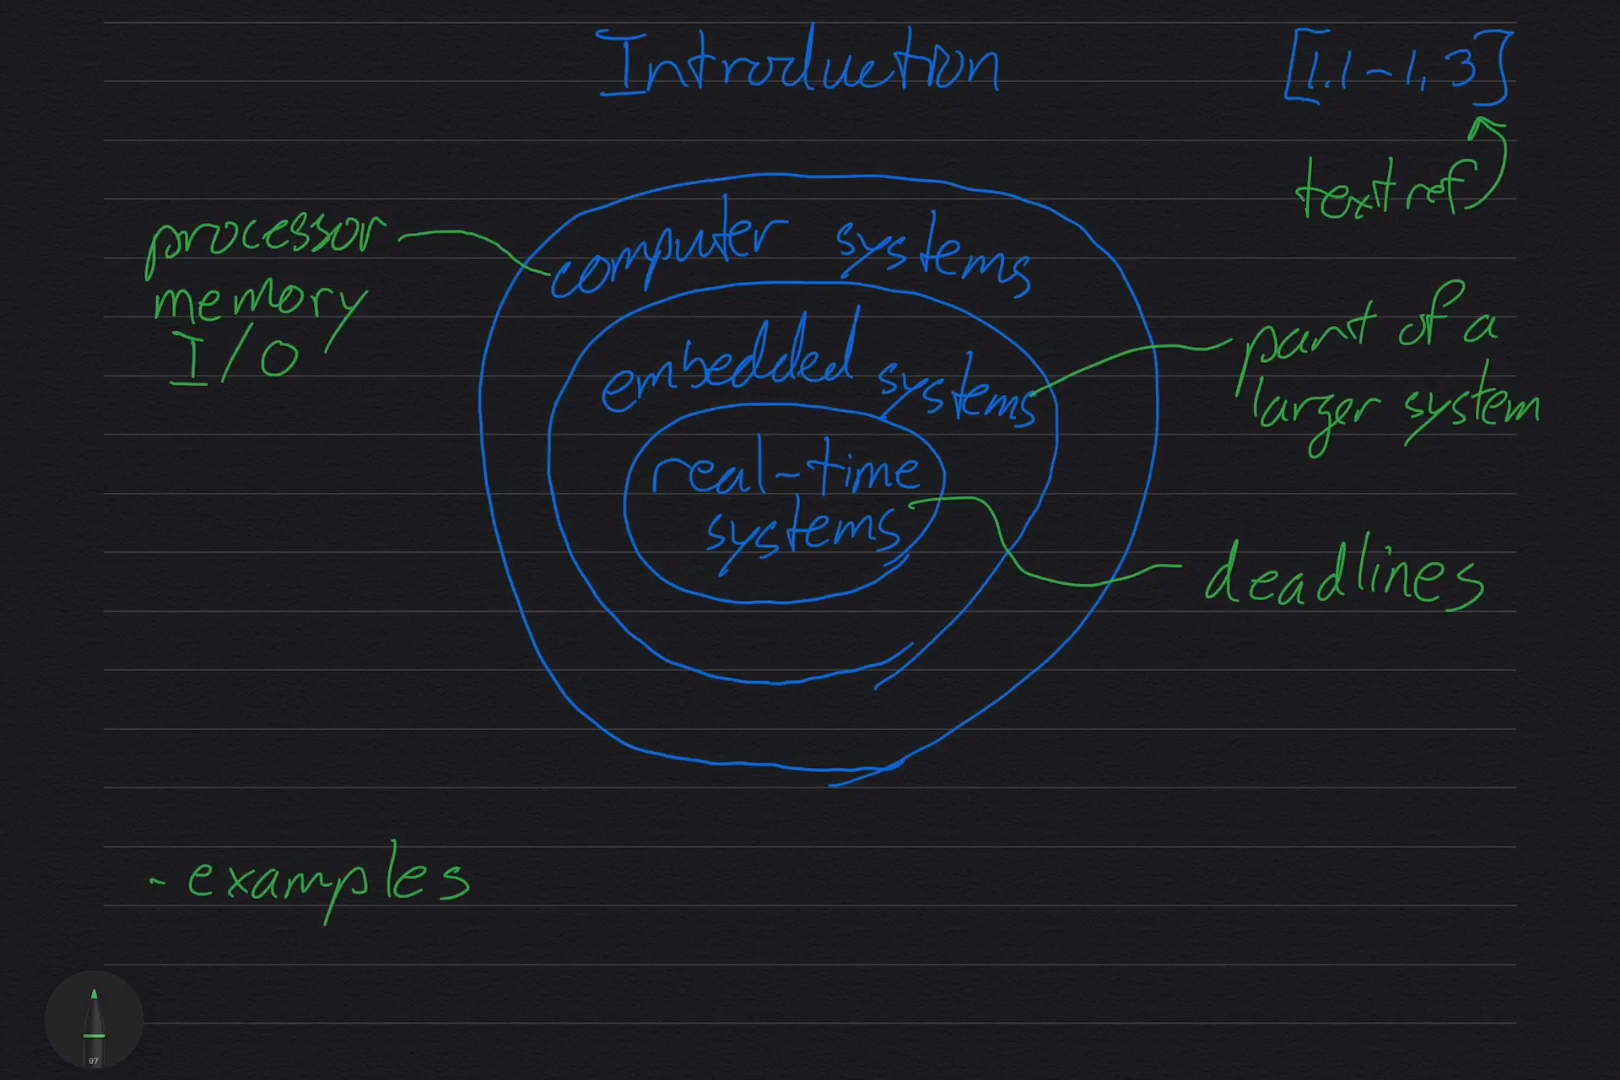 Introduction
[1.1 - 1.3]
text ref
processor
memory
I/O
computer systems
embedded systems
real-time
systems
part of a
larger system
deadlines
- examples
97